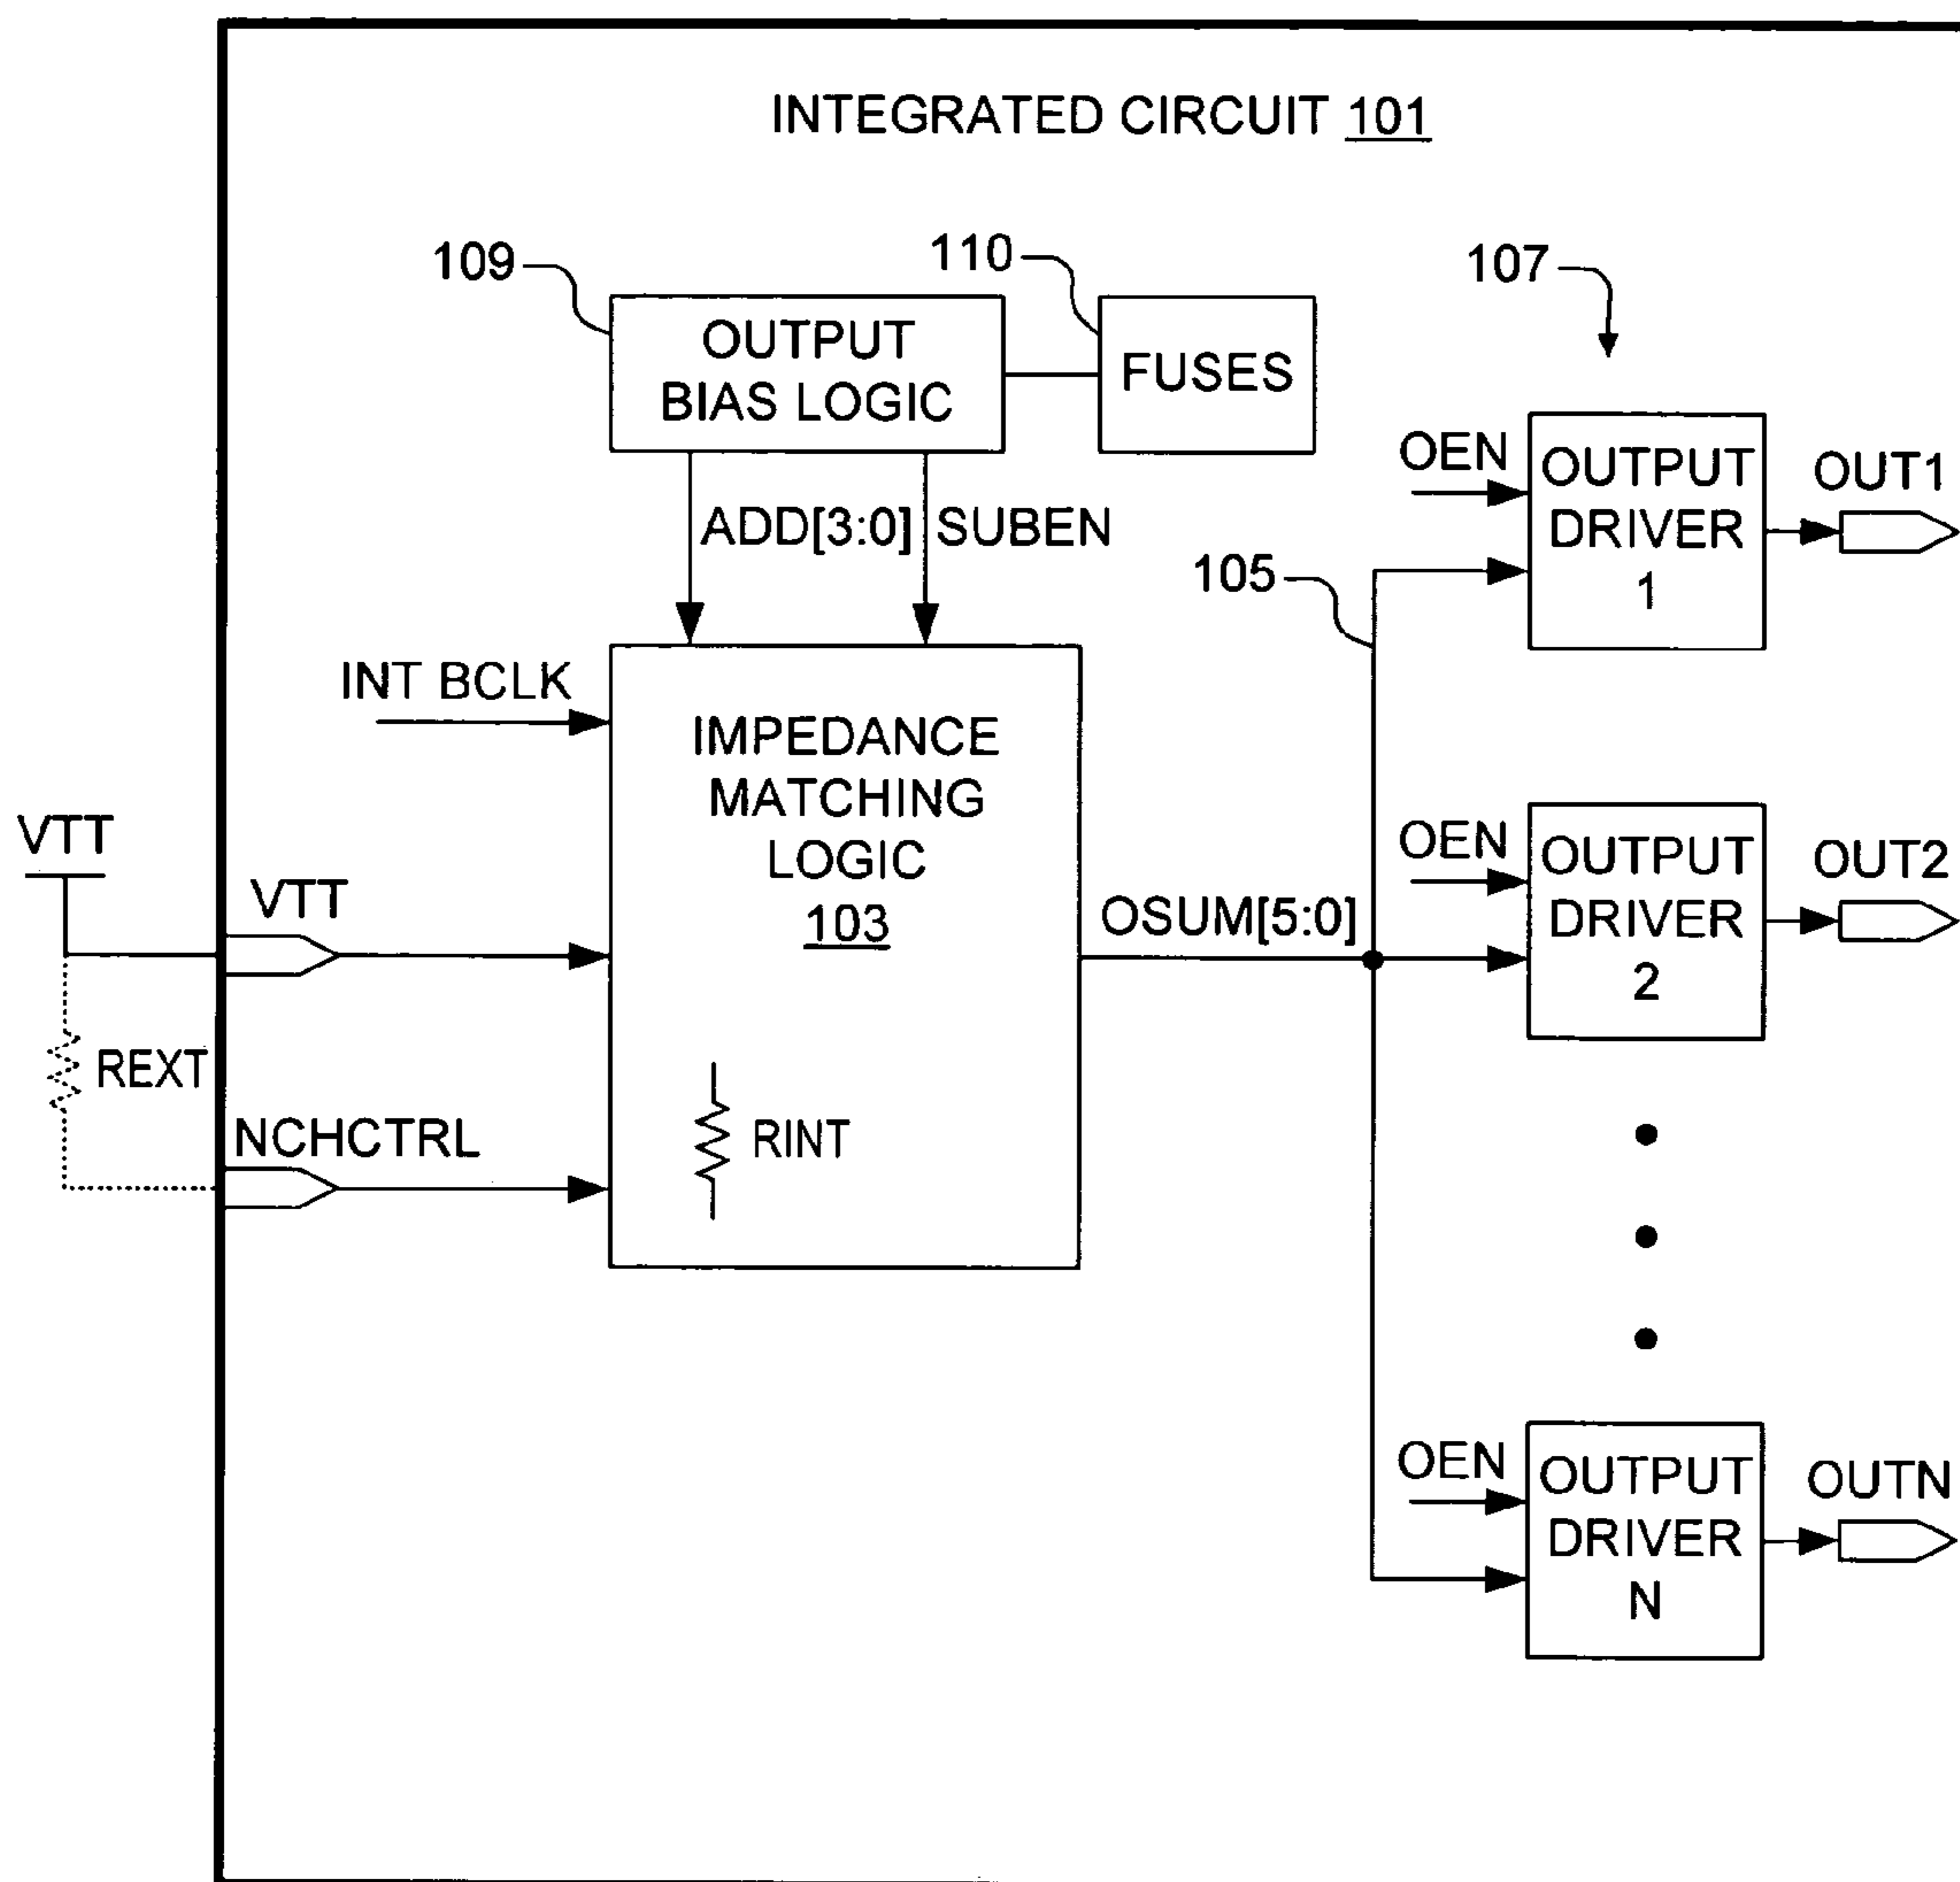 INTEGRATED CIRCUIT 101
109
110
107
OUTPUT
BIAS LOGIC
FUSES
ADD[3:0] SUBEN
105
OEN
OUTPUT
DRIVER
1
OUT1
INT BCLK
IMPEDANCE
MATCHING
LOGIC
103
VTT
VTT
OSUM[5:0]
OEN
OUTPUT
DRIVER
2
OUT2
REXT
NCHCTRL
RINT
OEN
OUTPUT
DRIVER
N
OUTN